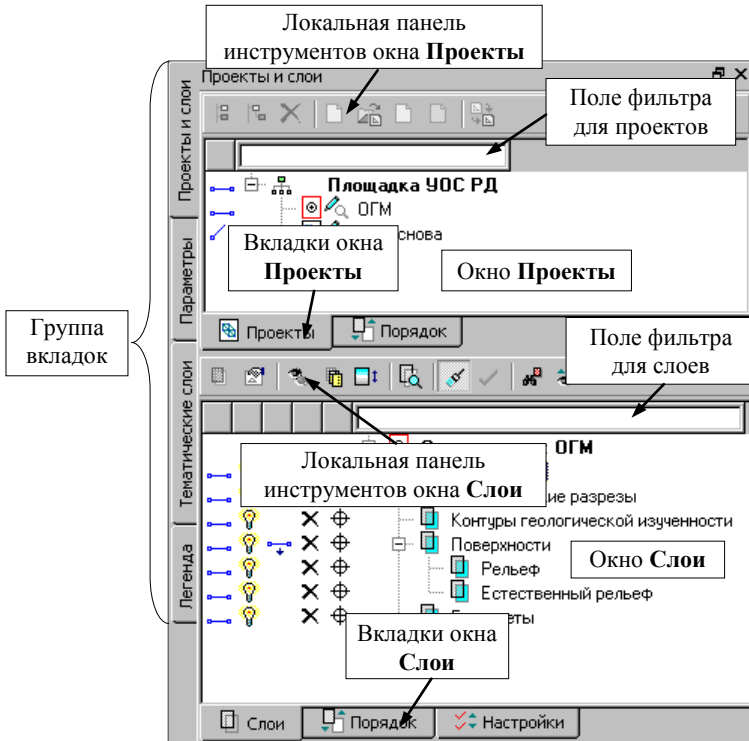 Локальная панель
инструментов окна Проекты
Проекты и слои
Поле фильтра
для проектов
Площадка УОС РД
ОГМ
снова
Вкладки окна
Проекты
Окно Проекты
Проекты
Порядок
Группа
вкладок
Проекты и слои
Параметры
Тематические слои
Легенда
Поле фильтра
для слоев
ОГМ
Локальная панель
инструментов окна Слои
ие разрезы
Контуры геологической изученности
Поверхности
Окно Слои
Рельеф
Естественный рельеф
еты
Вкладки окна
Слои
Слои
Порядок
Настройки